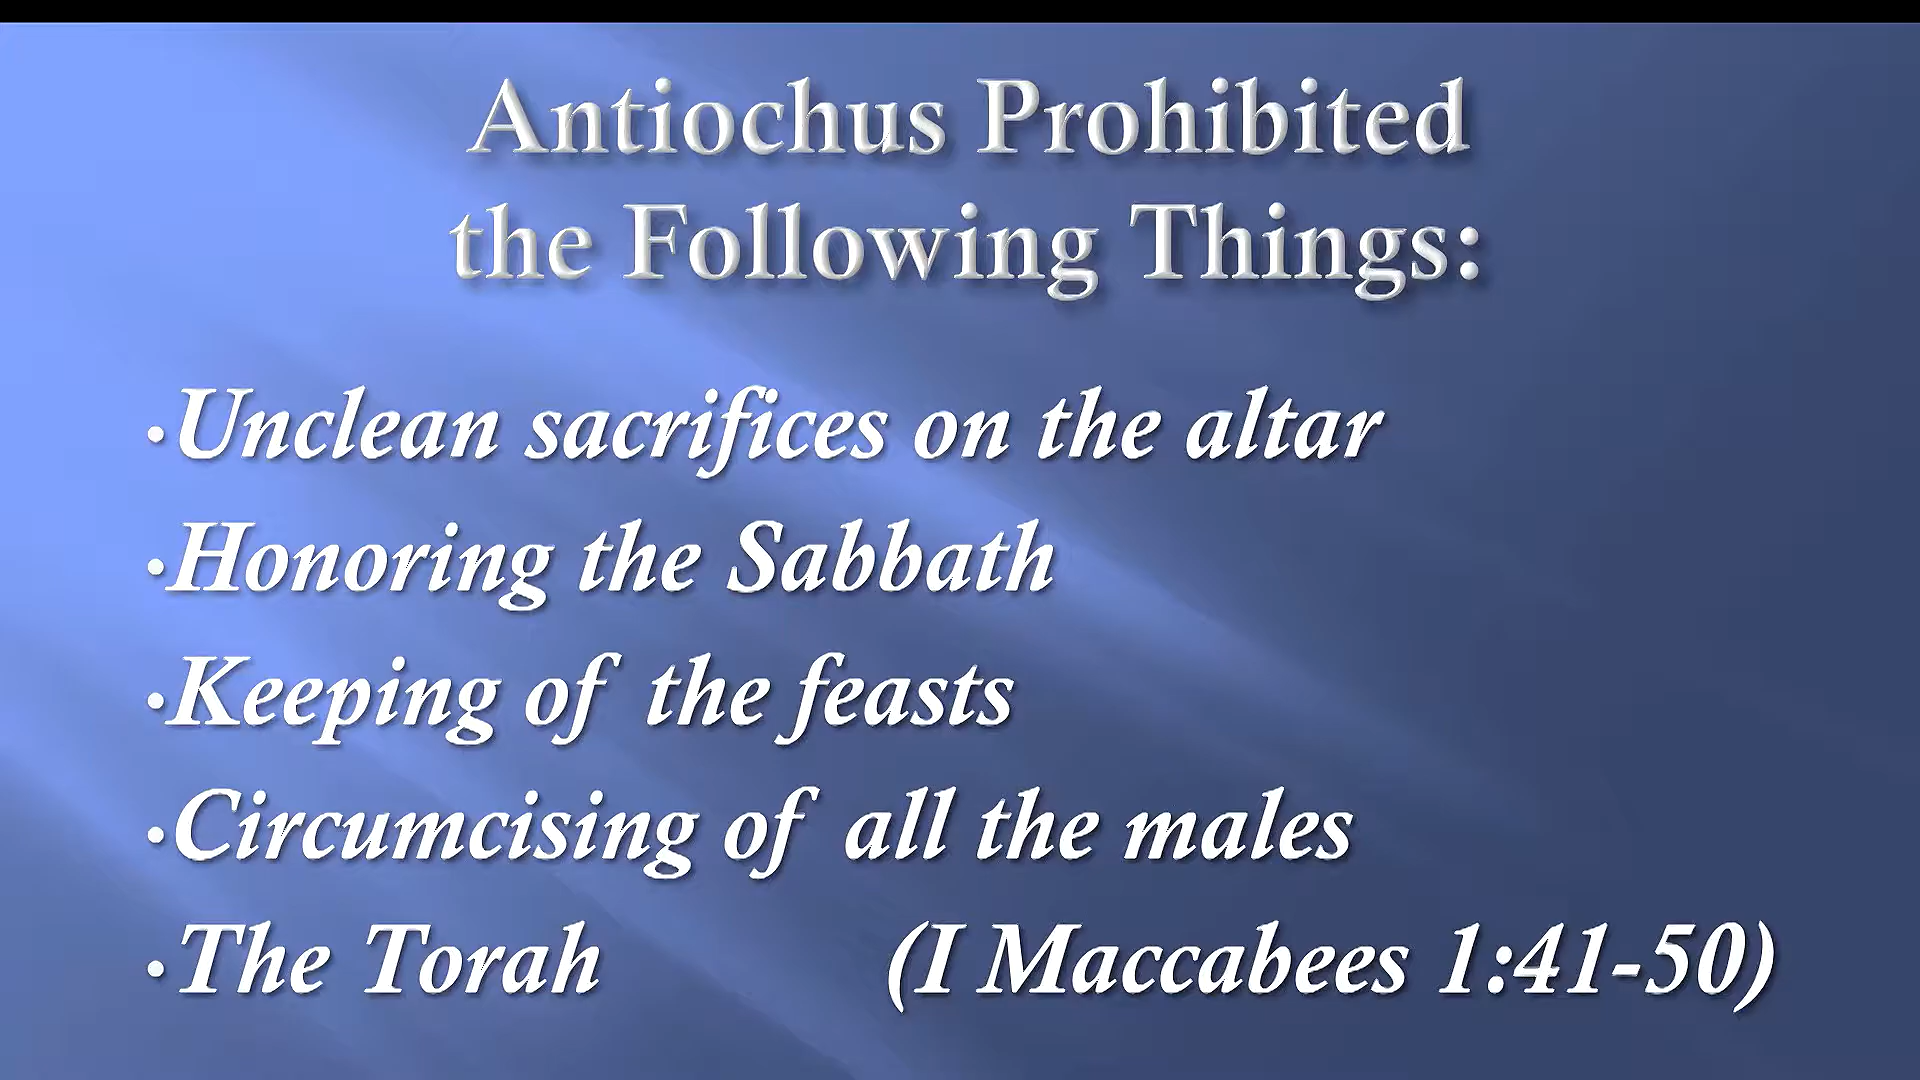 Antiochus Prohibited
the Following Things:
•Unclean sacrifices on the altar
•Honoring the Sabbath
•Keeping of the feasts
•Circumcising of all the males
•The Torah (I Maccabees 1:41-50)